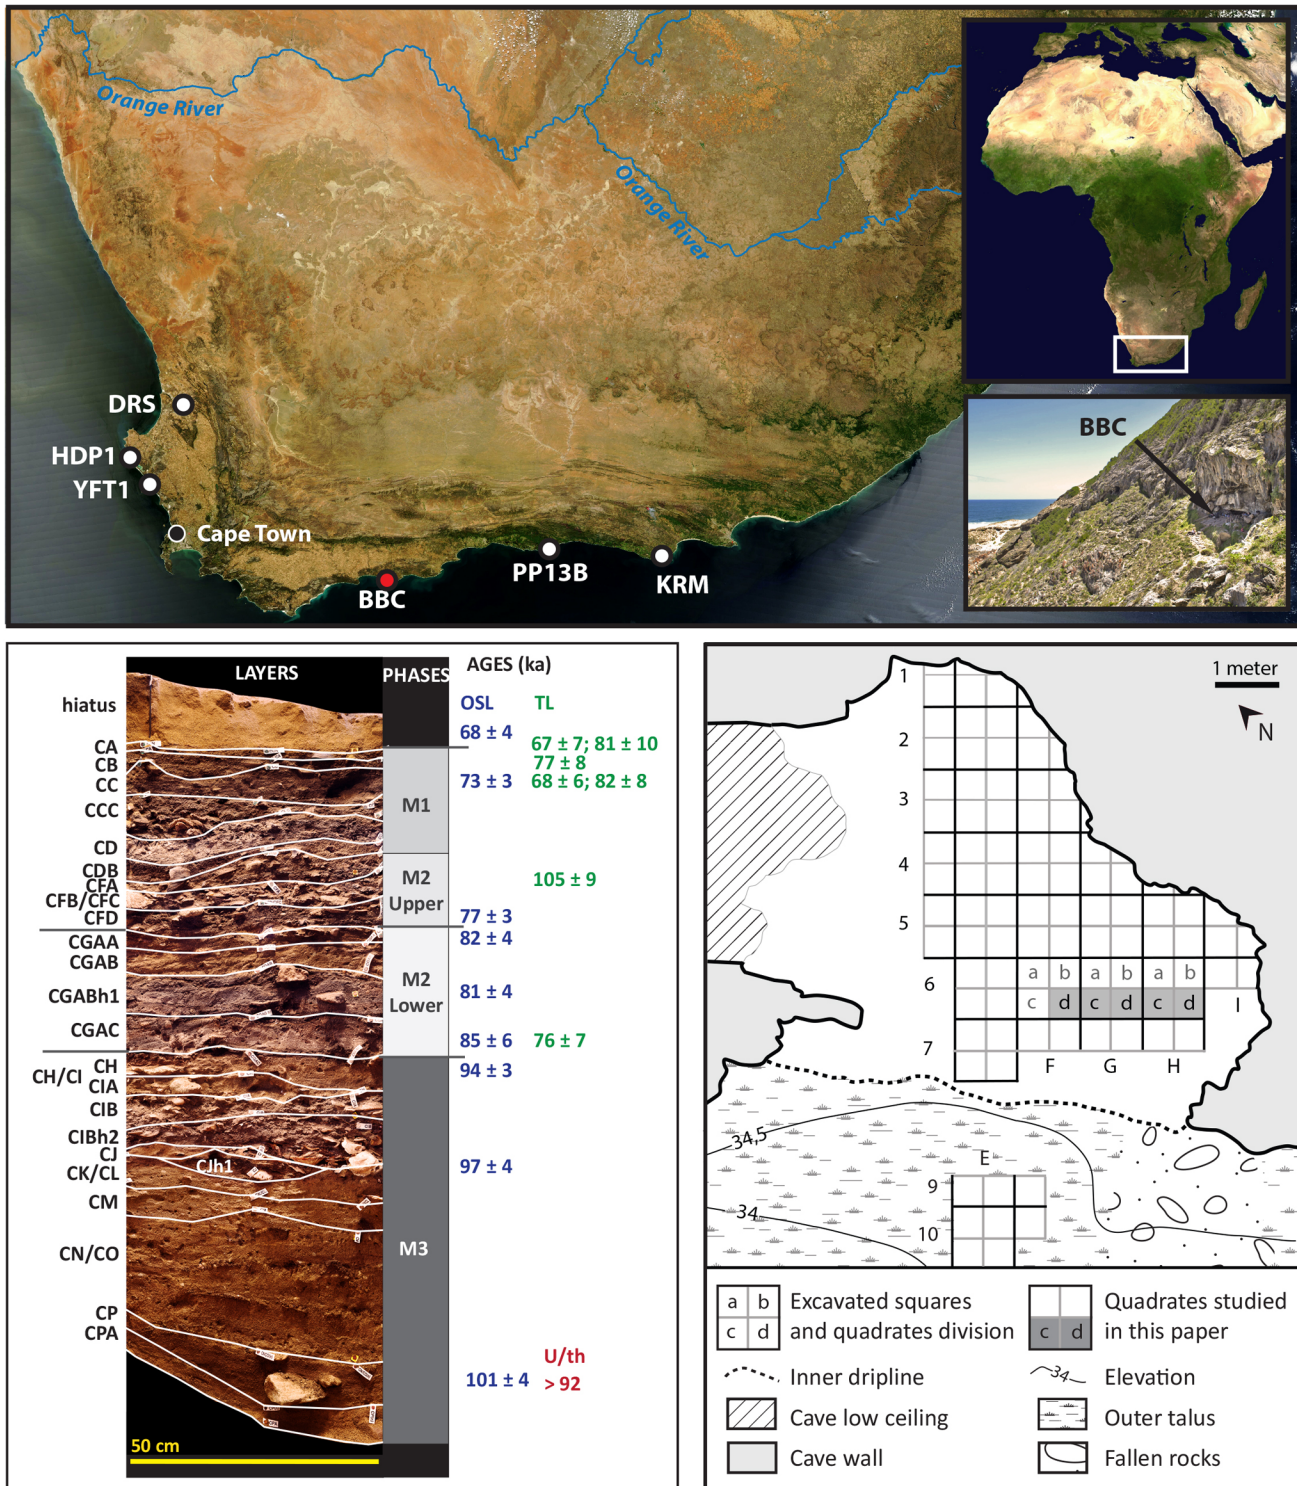 Orange River
Orange River
DRS
HDP1
YFT1
Cape Town
BBC
PP13B
KRM
BBC
LAYERS
PHASES
AGES (ka)
OSL
TL
hiatus
68 ± 4
CA
67 ± 7; 81 ± 10
CB
77 ± 8
CC
73 ± 3
68 ± 6; 82 ± 8
CCC
M1
CD
CDB
CFA
M2
Upper
105 ± 9
CFB/CFC
CFD
77 ± 3
CGAA
82 ± 4
CGAB
M2
Lower
CGABh1
81 ± 4
CGAC
85 ± 6
76 ± 7
CH
94 ± 3
CH/CI
CIA
CIB
CIBh2
CJ
CJh1
97 ± 4
CK/CL
CM
CN/CO
M3
CP
CPA
U/th
101 ± 4
> 92
50 cm
1 meter
N
1
2
3
4
5
6
7
a b a b a b
c d c d c d
I
F G H
34,5
E
9
34
10
a b
c d
Excavated squares
and quadrates division
c d
Quadrates studied
in this paper
Inner dripline
34
Elevation
Cave low ceiling
Outer talus
Cave wall
Fallen rocks